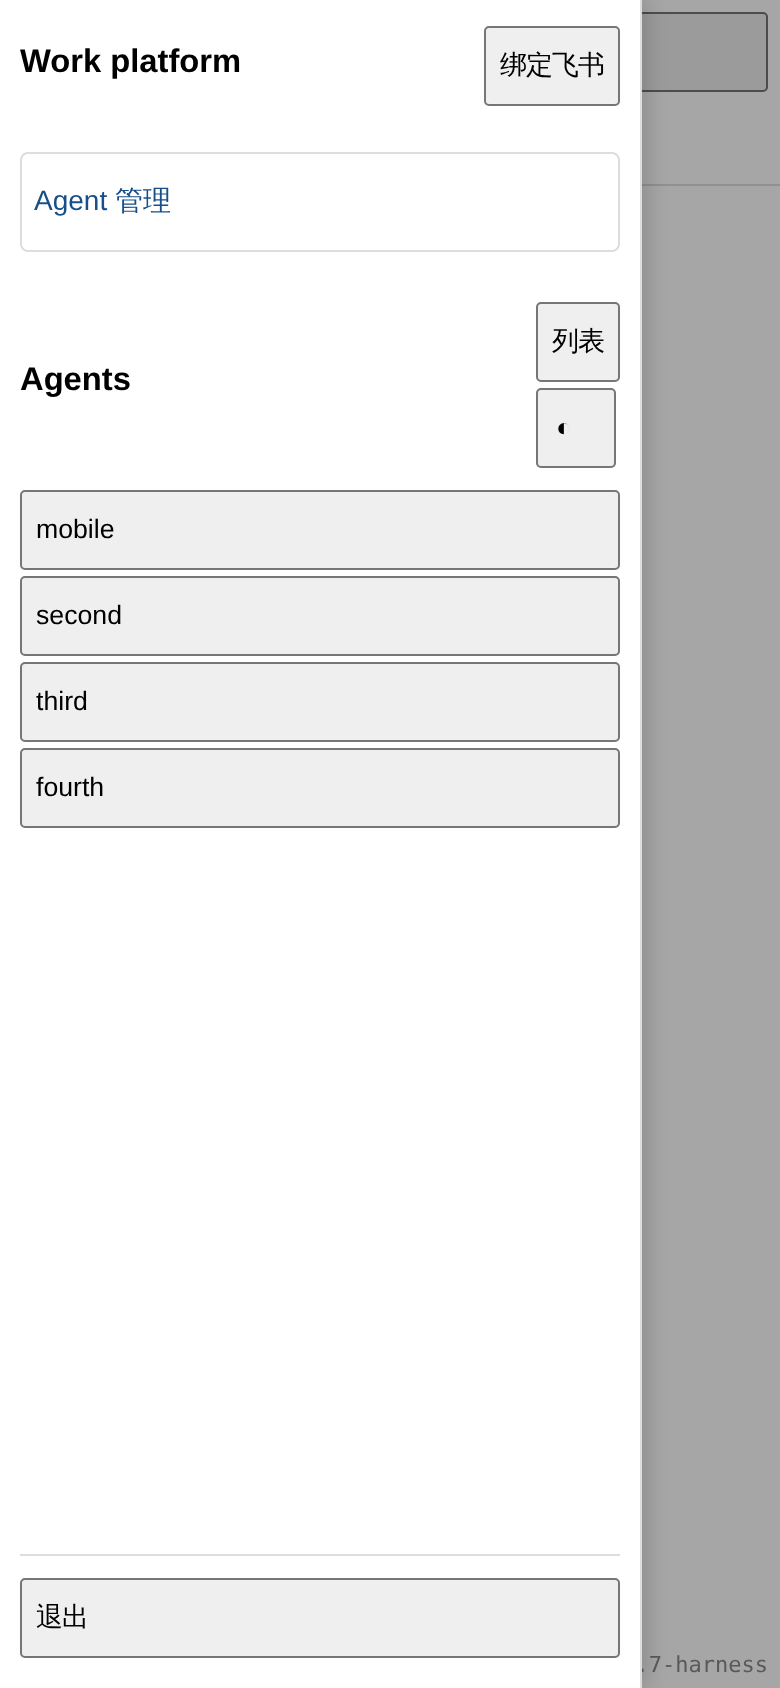 Work platform
绑定飞书
Agent 管理
Agents
列表
mobile
second
third
fourth
退出
.7-harness